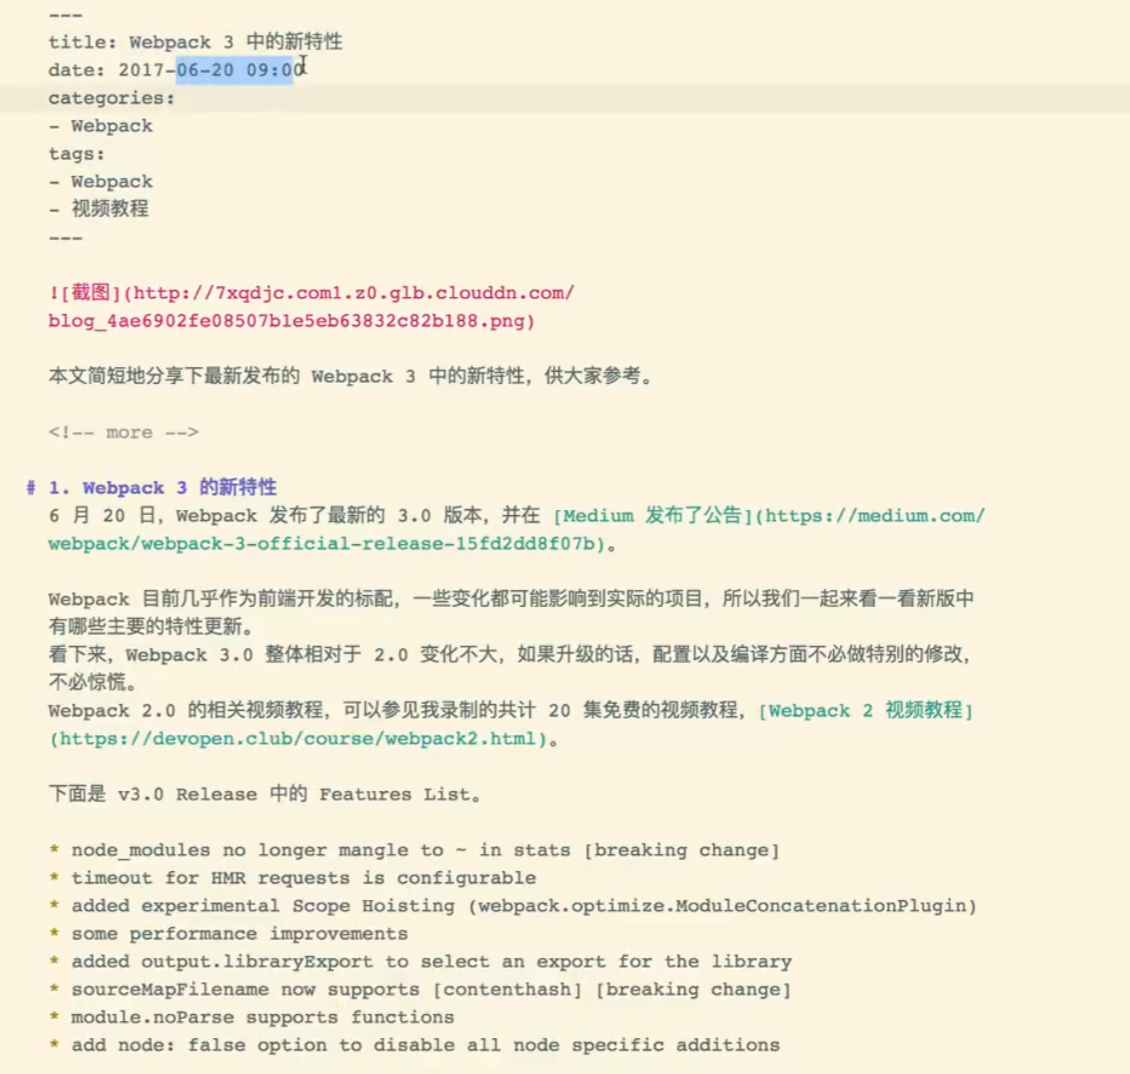 ---
title: Webpack 3 中的新特性
date: 2017-06-20 09:00
categories:
- Webpack
tags:
- Webpack
- 视频教程
---
![截图](http://7xqdjc.com1.z0.glb.clouddn.com/
blog_4ae6902fe08507b1e5eb63832c82b188.png)
本文简短地分享下最新发布的 Webpack 3 中的新特性，供大家参考。
<!-- more -->
# 1. Webpack 3 的新特性
6 月 20 日，Webpack 发布了最新的 3.0 版本，并在 [Medium 发布了公告](https://medium.com/
webpack/webpack-3-official-release-15fd2dd8f07b)。
Webpack 目前几乎作为前端开发的标配，一些变化都可能影响到实际的项目，所以我们一起来看一看新版中
有哪些主要的特性更新。
看下来，Webpack 3.0 整体相对于 2.0 变化不大，如果升级的话，配置以及编译方面不必做特别的修改，
不必惊慌。
Webpack 2.0 的相关视频教程，可以参见我录制的共计 20 集免费的视频教程，[Webpack 2 视频教程]
(https://devopen.club/course/webpack2.html)。
下面是 v3.0 Release 中的 Features List。
* node_modules no longer mangle to ~ in stats [breaking change]
* timeout for HMR requests is configurable
* added experimental Scope Hoisting (webpack.optimize.ModuleConcatenationPlugin)
* some performance improvements
* added output.libraryExport to select an export for the library
* sourceMapFilename now supports [contenthash] [breaking change]
* module.noParse supports functions
* add node: false option to disable all node specific additions